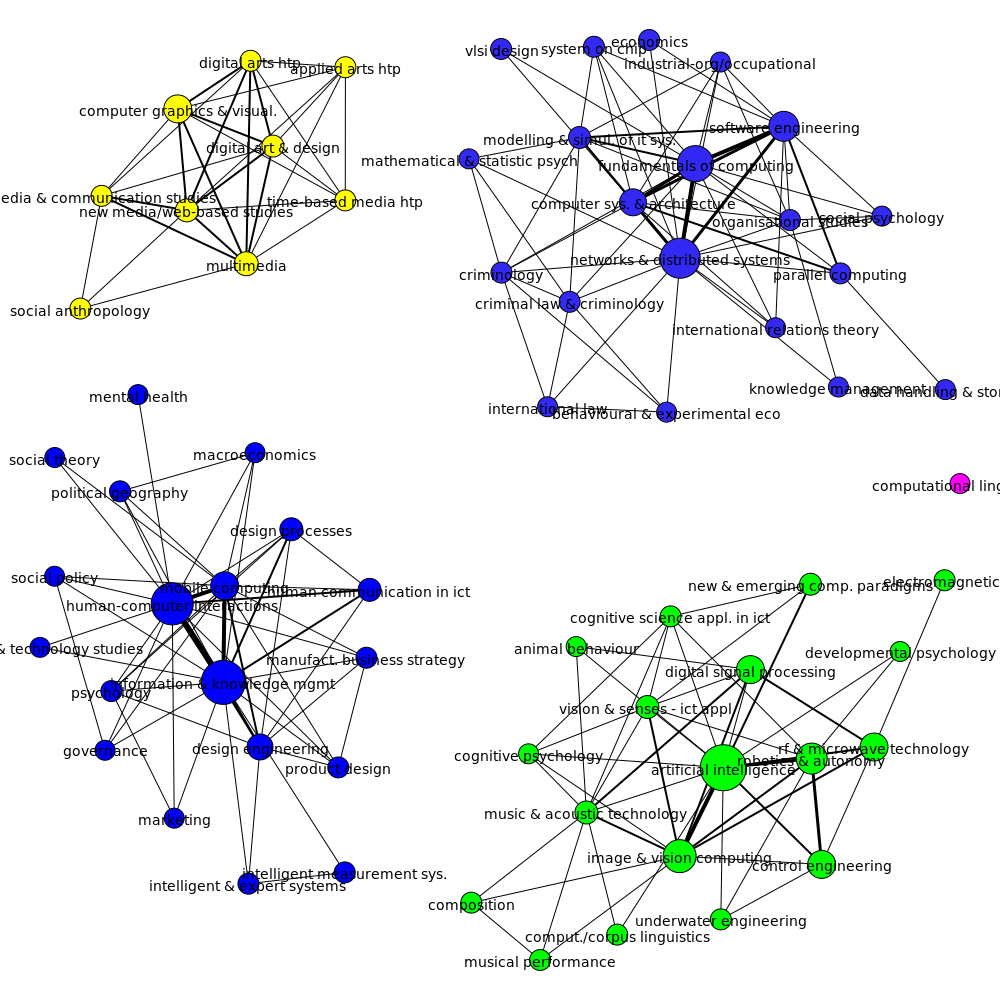 digital arts htp
applied arts htp
computer graphics & visual.
digital art & design
edia & communication studies
new media/web-based studies
time-based media htp
multimedia
social anthropology
vlsi design
system on chip
economics
industrial-org/occupational
software engineering
modelling & simul. of it sys.
mathematical & statistic psych
fundamentals of computing
computer sys. & architecture
organisational studies
social psychology
networks & distributed systems
criminology
parallel computing
criminal law & criminology
international relations theory
knowledge management
data handling & stor
international law
behavioural & experimental eco
computational ling
mental health
social theory
macroeconomics
political geography
design processes
social policy
mobile computing
human communication in ict
human-computer interactions
& technology studies
manufact. business strategy
psychology
information & knowledge mgmt
governance
design engineering
product design
marketing
intelligent measurement sys.
intelligent & expert systems
new & emerging comp. paradigms
electromagnetic
cognitive science appl. in ict
animal behaviour
developmental psychology
digital signal processing
vision & senses - ict appl.
rf & microwave technology
cognitive psychology
robotics & autonomy
artificial intelligence
music & acoustic technology
image & vision computing
control engineering
composition
underwater engineering
comput./corpus linguistics
musical performance